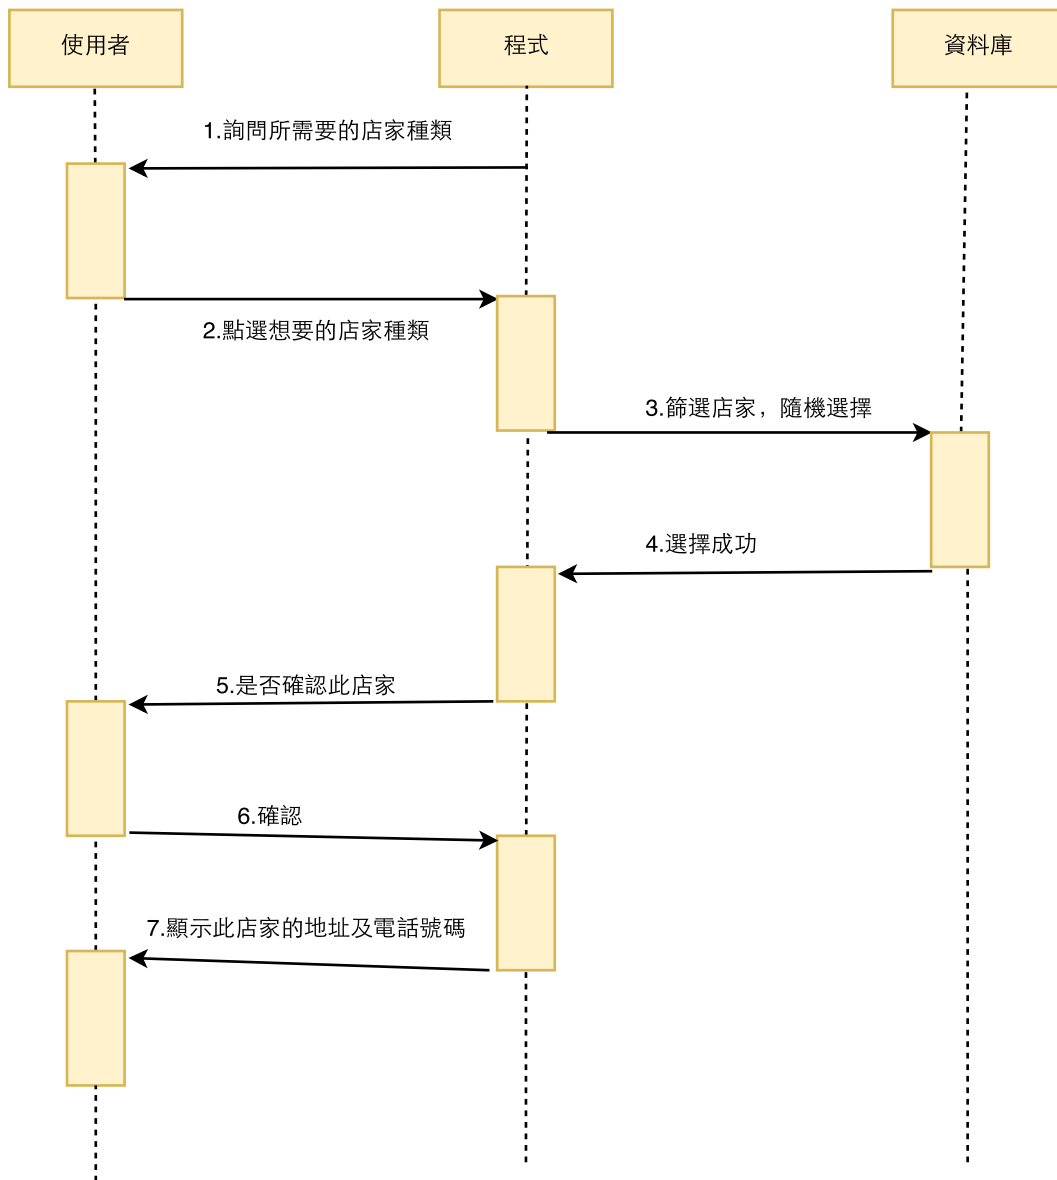 使用者
程式
資料庫
1.詢問所需要的店家種類
2.點選想要的店家種類
3.篩選店家，隨機選擇
4.選擇成功
5.是否確認此店家
6.確認
7.顯示此店家的地址及電話號碼